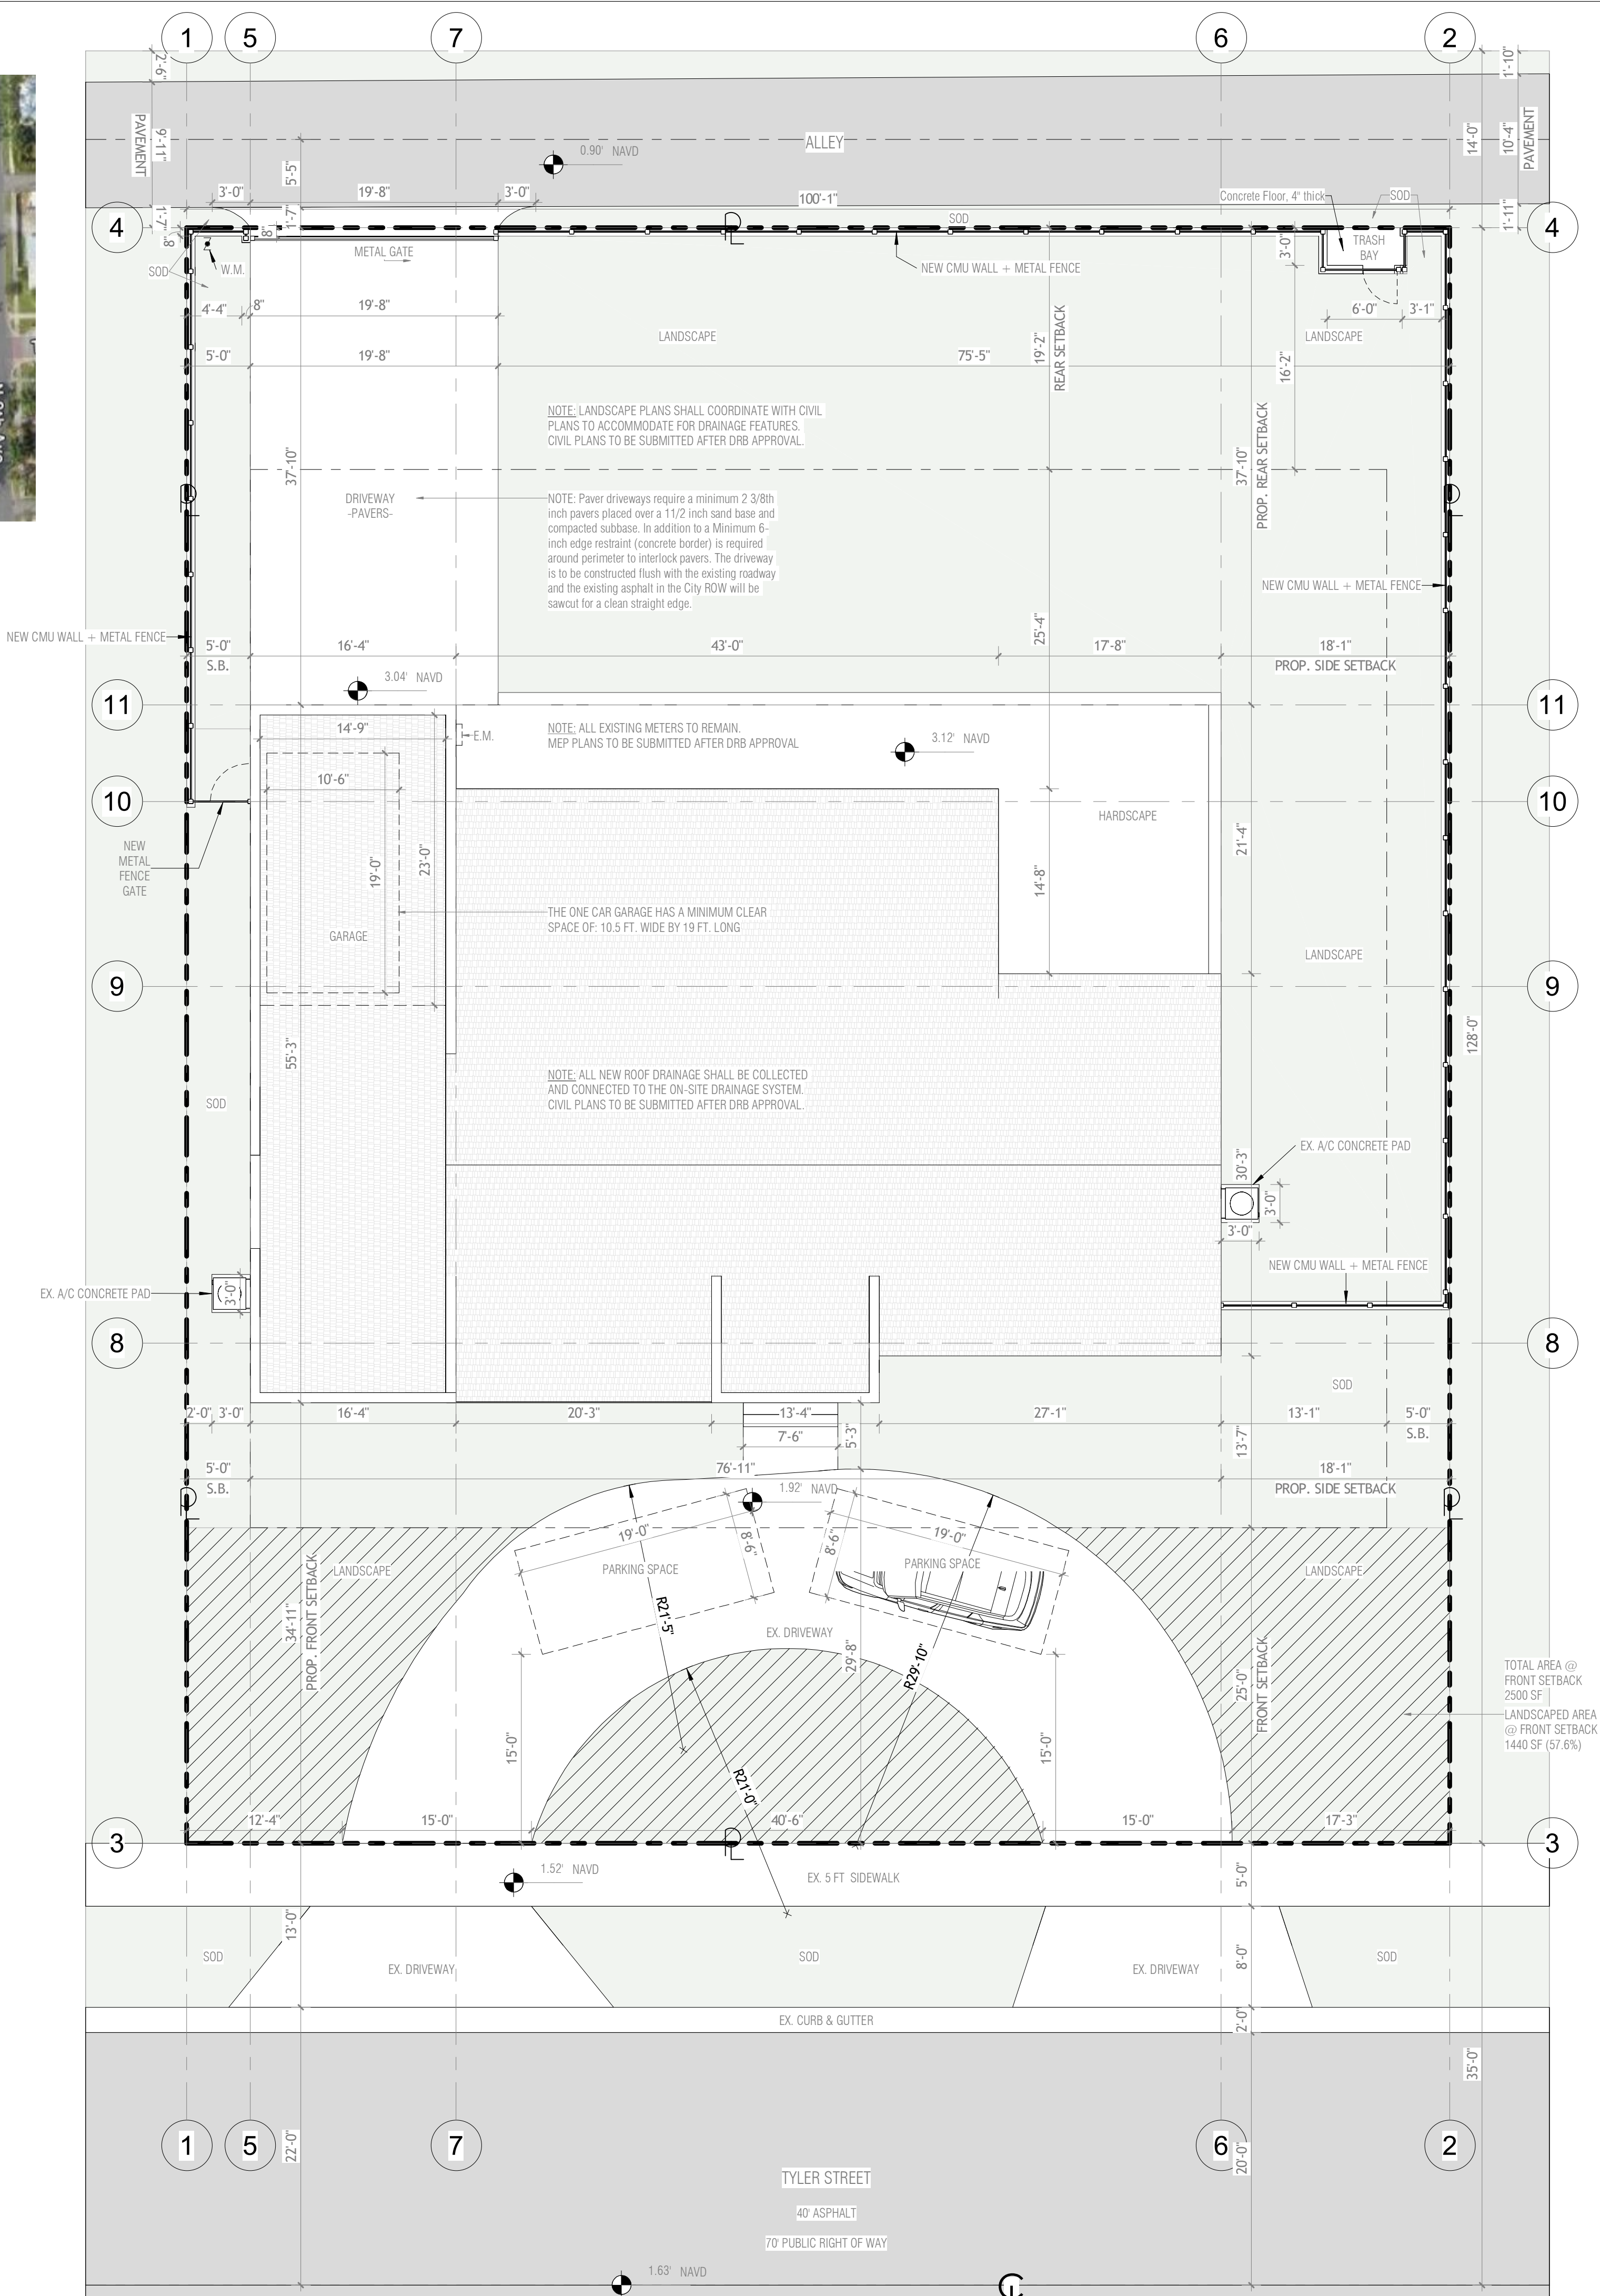 1
5
7
6
2
2'-6"
1'-10"
PAVEMENT
9'-11"
5'-5"
ALLEY
14'-0"
10'-4"
PAVEMENT
0.90' NAVD
3'-0"
19'-8"
3'-0"
100'-1"
Concrete Floor, 4" thick
SOD
4
1'-7"
8"
1'-7"
8"
SOD
1'-11"
4
SOD
W.M.
METAL GATE
NEW CMU WALL + METAL FENCE
3'-0"
TRASH
BAY
4'-4"
8"
19'-8"
6'-0"
3'-1"
LANDSCAPE
LANDSCAPE
5'-0"
19'-8"
75'-5"
19'-2"
REAR SETBACK
16'-2"
NOTE: LANDSCAPE PLANS SHALL COORDINATE WITH CIVIL
PLANS TO ACCOMMODATE FOR DRAINAGE FEATURES.
CIVIL PLANS TO BE SUBMITTED AFTER DRB APPROVAL.
37'-10"
37'-10"
PROP. REAR SETBACK
DRIVEWAY
-PAVERS-
NOTE: Paver driveways require a minimum 2 3/8th
inch pavers placed over a 11/2 inch sand base and
compacted subbase. In addition to a Minimum 6-
inch edge restraint (concrete border) is required
around perimeter to interlock pavers. The driveway
is to be constructed flush with the existing roadway
and the existing asphalt in the City ROW will be
sawcut for a clean straight edge.
NEW CMU WALL + METAL FENCE
NEW CMU WALL + METAL FENCE
5'-0"
S.B.
16'-4"
43'-0"
25'-4"
17'-8"
18'-1"
PROP. SIDE SETBACK
3.04' NAVD
11
11
14'-9"
E.M.
NOTE: ALL EXISTING METERS TO REMAIN.
MEP PLANS TO BE SUBMITTED AFTER DRB APPROVAL
3.12' NAVD
10'-6"
10
10
HARDSCAPE
NEW
METAL
FENCE
GATE
19'-0"
23'-0"
14'-8"
21'-4"
THE ONE CAR GARAGE HAS A MINIMUM CLEAR
SPACE OF: 10.5 FT. WIDE BY 19 FT. LONG
GARAGE
LANDSCAPE
9
9
55'-3"
128'-0"
NOTE: ALL NEW ROOF DRAINAGE SHALL BE COLLECTED
AND CONNECTED TO THE ON-SITE DRAINAGE SYSTEM.
CIVIL PLANS TO BE SUBMITTED AFTER DRB APPROVAL.
SOD
EX. A/C CONCRETE PAD
30'-3"
3'-0"
3'-0"
NEW CMU WALL + METAL FENCE
EX. A/C CONCRETE PAD
3'-0"
8
8
SOD
2'-0"
3'-0"
16'-4"
20'-3"
13'-4"
27'-1"
13'-1"
5'-0"
S.B.
7'-6"
5'-3"
13'-7"
5'-0"
S.B.
76'-11"
18'-1"
PROP. SIDE SETBACK
1.92' NAVD
19'-0"
8'-6"
8'-6"
19'-0"
LANDSCAPE
PARKING SPACE
PARKING SPACE
LANDSCAPE
34'-11"
PROP. FRONT SETBACK
R21'-5"
EX. DRIVEWAY
29'-8"
R29'-10"
25'-0"
FRONT SETBACK
TOTAL AREA @
FRONT SETBACK
2500 SF
LANDSCAPED AREA
@ FRONT SETBACK
1440 SF (57.6%)
15'-0"
15'-0"
R21'-0"
12'-4"
15'-0"
40'-6"
15'-0"
17'-3"
3
3
1.52' NAVD
EX. 5 FT SIDEWALK
5'-0"
13'-0"
SOD
EX. DRIVEWAY
SOD
EX. DRIVEWAY
8'-0"
SOD
EX. CURB & GUTTER
2'-0"
35'-0"
1
5
7
6
2
22'-0"
20'-0"
TYLER STREET
40' ASPHALT
70' PUBLIC RIGHT OF WAY
1.63' NAVD